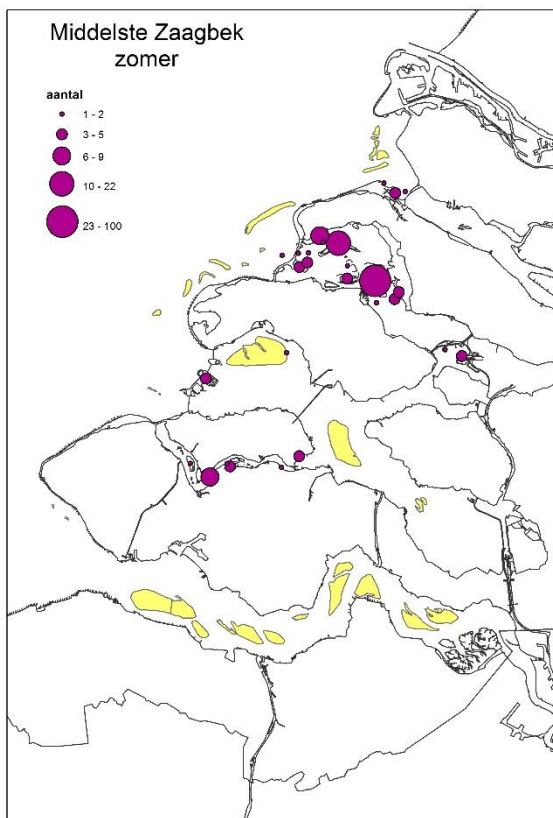 Middelste Zaagbek
zomer
aantal
1 - 2
3 - 5
6 - 9
10 - 22
23 - 100